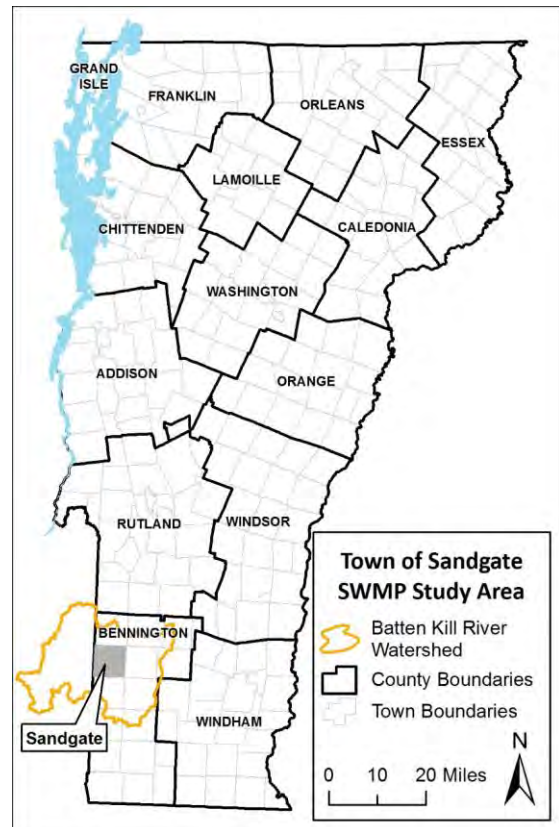 GRAND
ISLE
FRANKLIN
ORLEANS
ESSEX
LAMOILLE
CHITTENDEN
CALEDONIA
WASHINGTON
ADDISON
ORANGE
RUTLAND
WINDSOR
BENNINGTON
Sandgate
WINDHAM
Town of Sandgate
SWMP Study Area
Batten Kill River
Watershed
County Boundaries
Town Boundaries
N
0 10 20 Miles